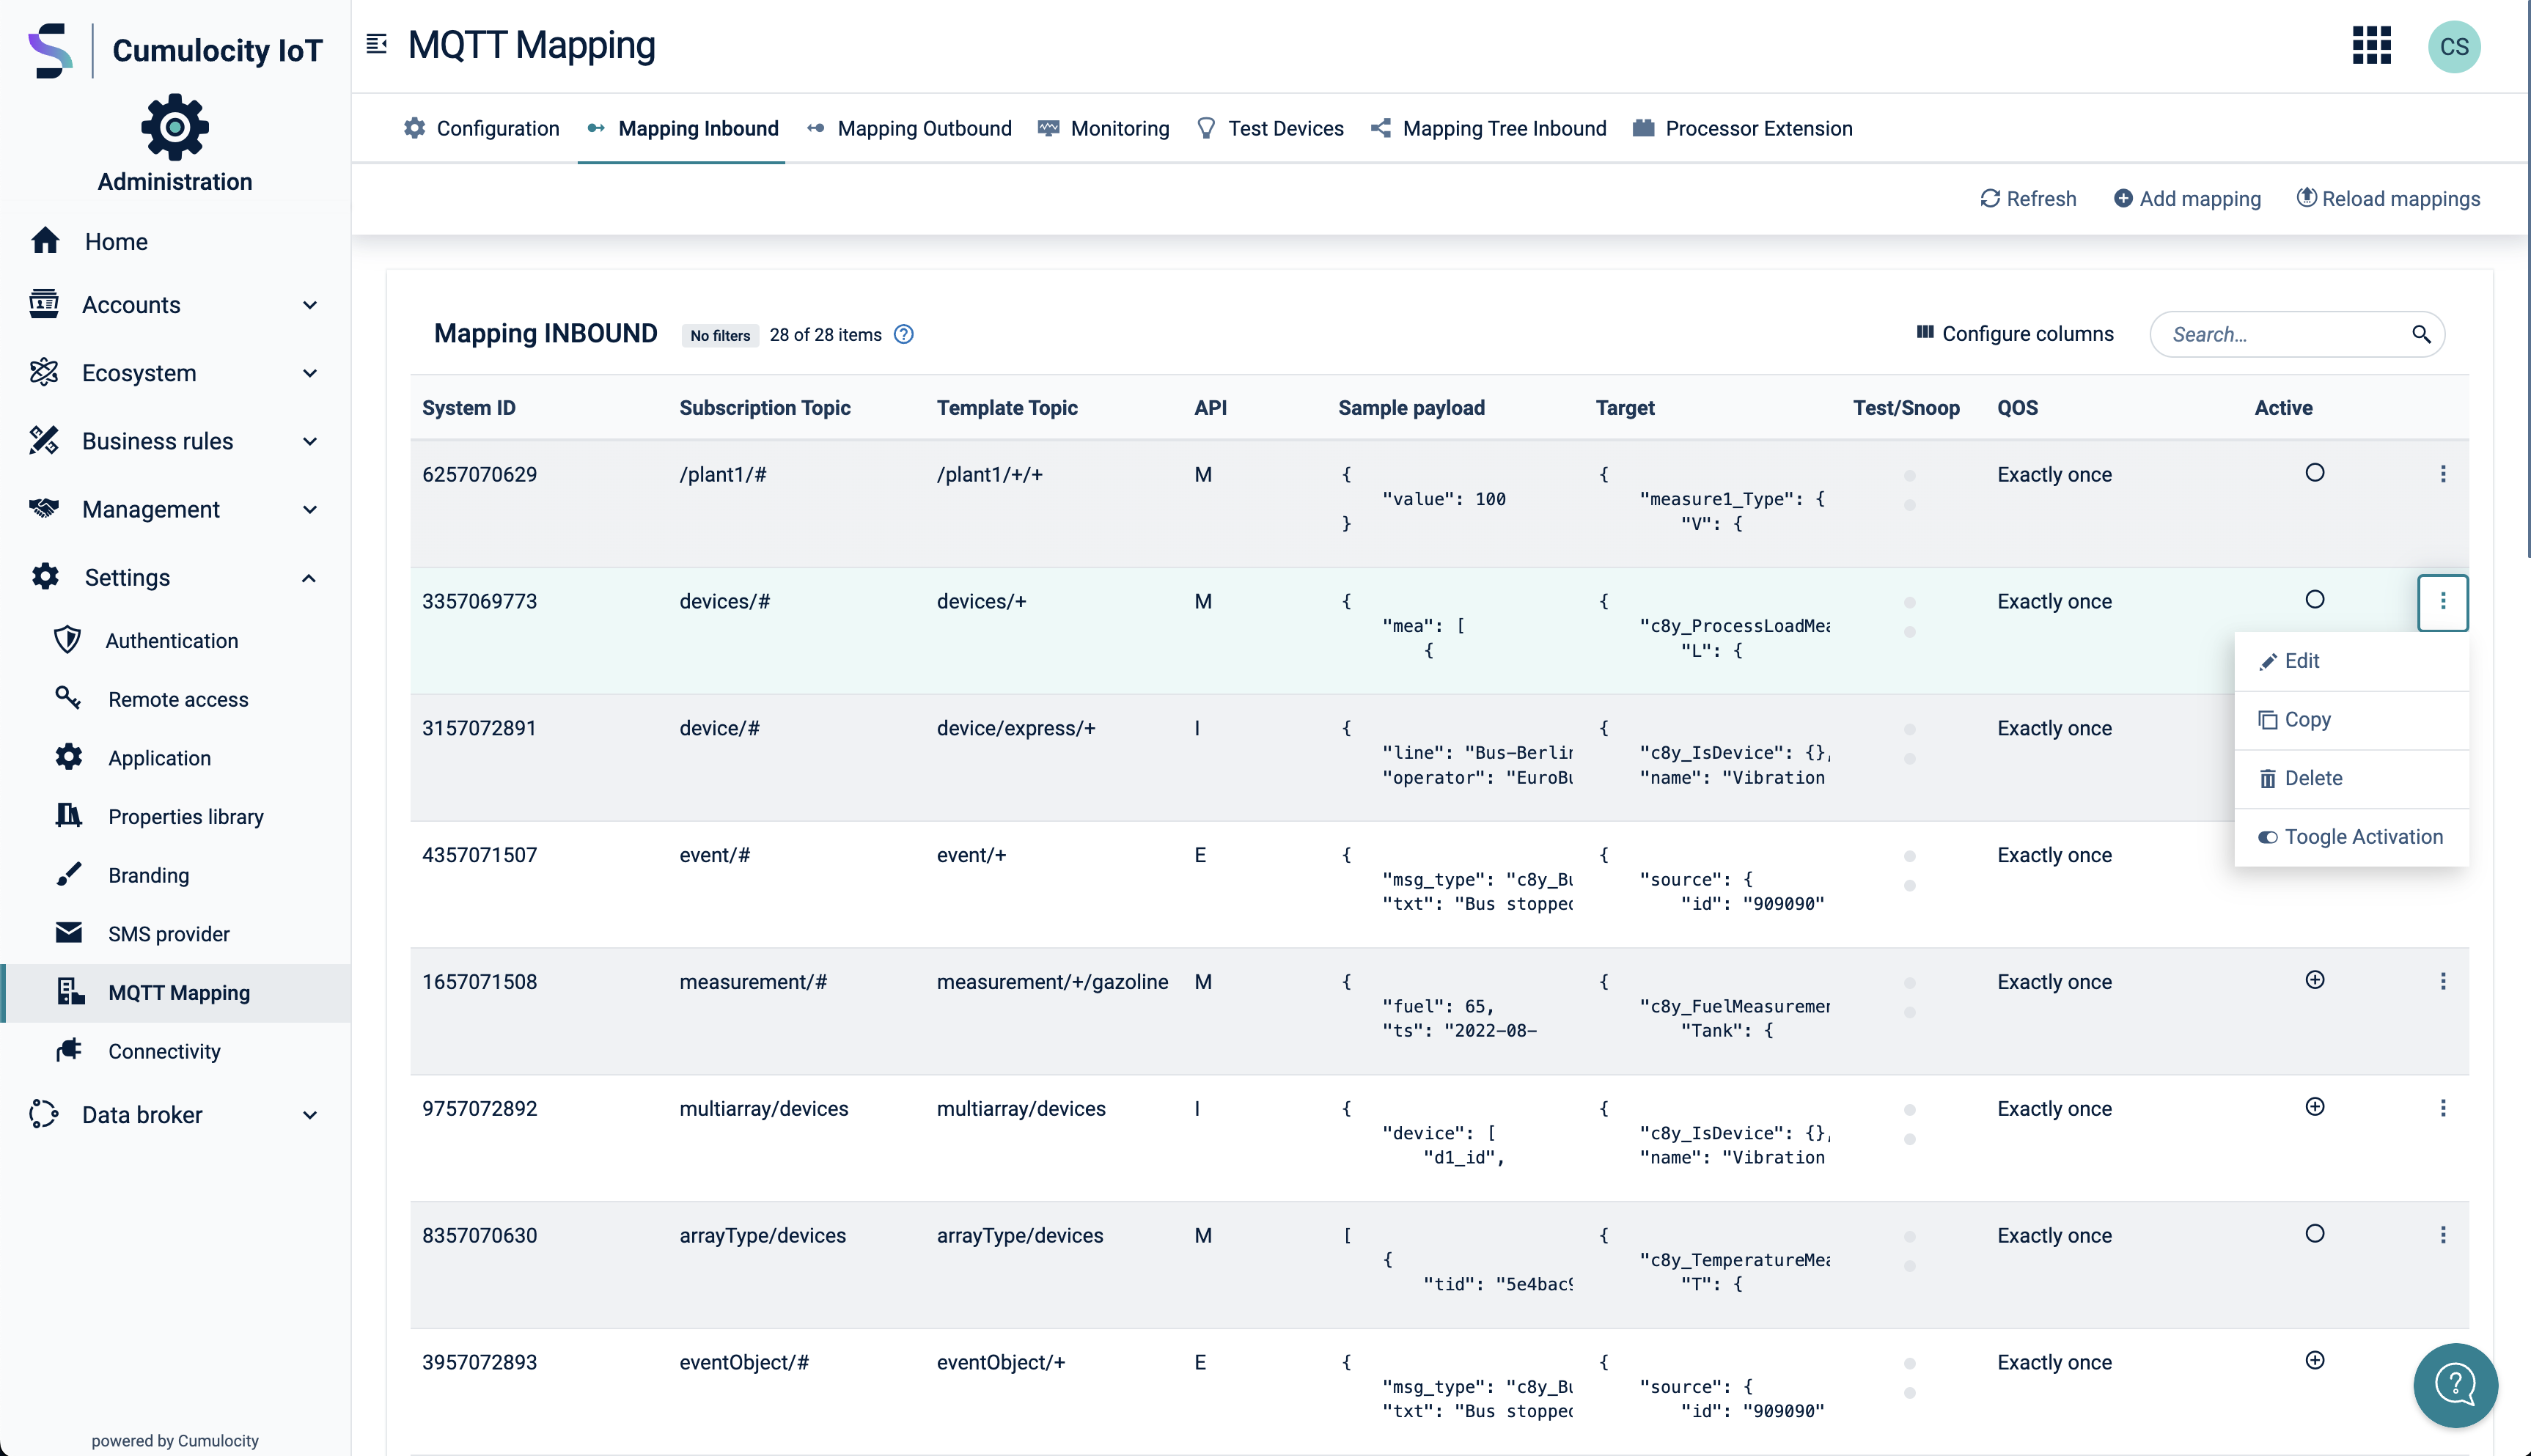 Cumulocity IoT
MQTT Mapping
CS
Administration
Configuration
Mapping Inbound
Mapping Outbound
Monitoring
Test Devices
Mapping Tree Inbound
Processor Extension
Refresh
Add mapping
Reload mappings
Home
Accounts
Ecosystem
Business rules
Management
Settings
Authentication
Remote access
Application
Properties library
Branding
SMS provider
MQTT Mapping
Connectivity
Data broker
powered by Cumulocity
Mapping INBOUND No filters 28 of 28 items
Configure columns
Search...
System ID Subscription Topic Template Topic API Sample payload Target Test/Snoop QOS Active
6257070629 /plant1/# /plant1/+/+ M { { Exactly once
"value": 100 "measure1_Type": {
} "V": {
3357069773 devices/# devices/+ M { { Exactly once
"mea": [ "c8y_ProcessLoadMea
{ "L": {
Edit
Copy
Delete
Toogle Activation
3157072891 device/# device/express/+ I { { Exactly once
"line": "Bus-Berlin "c8y_IsDevice": {},
"operator": "EuroBu "name": "Vibration
4357071507 event/# event/+ E { { Exactly once
"msg_type": "c8y_Bu "source": {
"txt": "Bus stopped "id": "909090"
1657071508 measurement/# measurement/+/gazoline M { { Exactly once
"fuel": 65, "c8y_FuelMeasuremen
"ts": "2022-08- "Tank": {
9757072892 multiarray/devices multiarray/devices I { { Exactly once
"device": [ "c8y_IsDevice": {},
"d1_id", "name": "Vibration
8357070630 arrayType/devices arrayType/devices M [ { Exactly once
{ "c8y_TemperatureMea
"tid": "5e4bac9 "T": {
3957072893 eventObject/# eventObject/+ E { { Exactly once
"msg_type": "c8y_Bu "source": {
"txt": "Bus stopped "id": "909090"